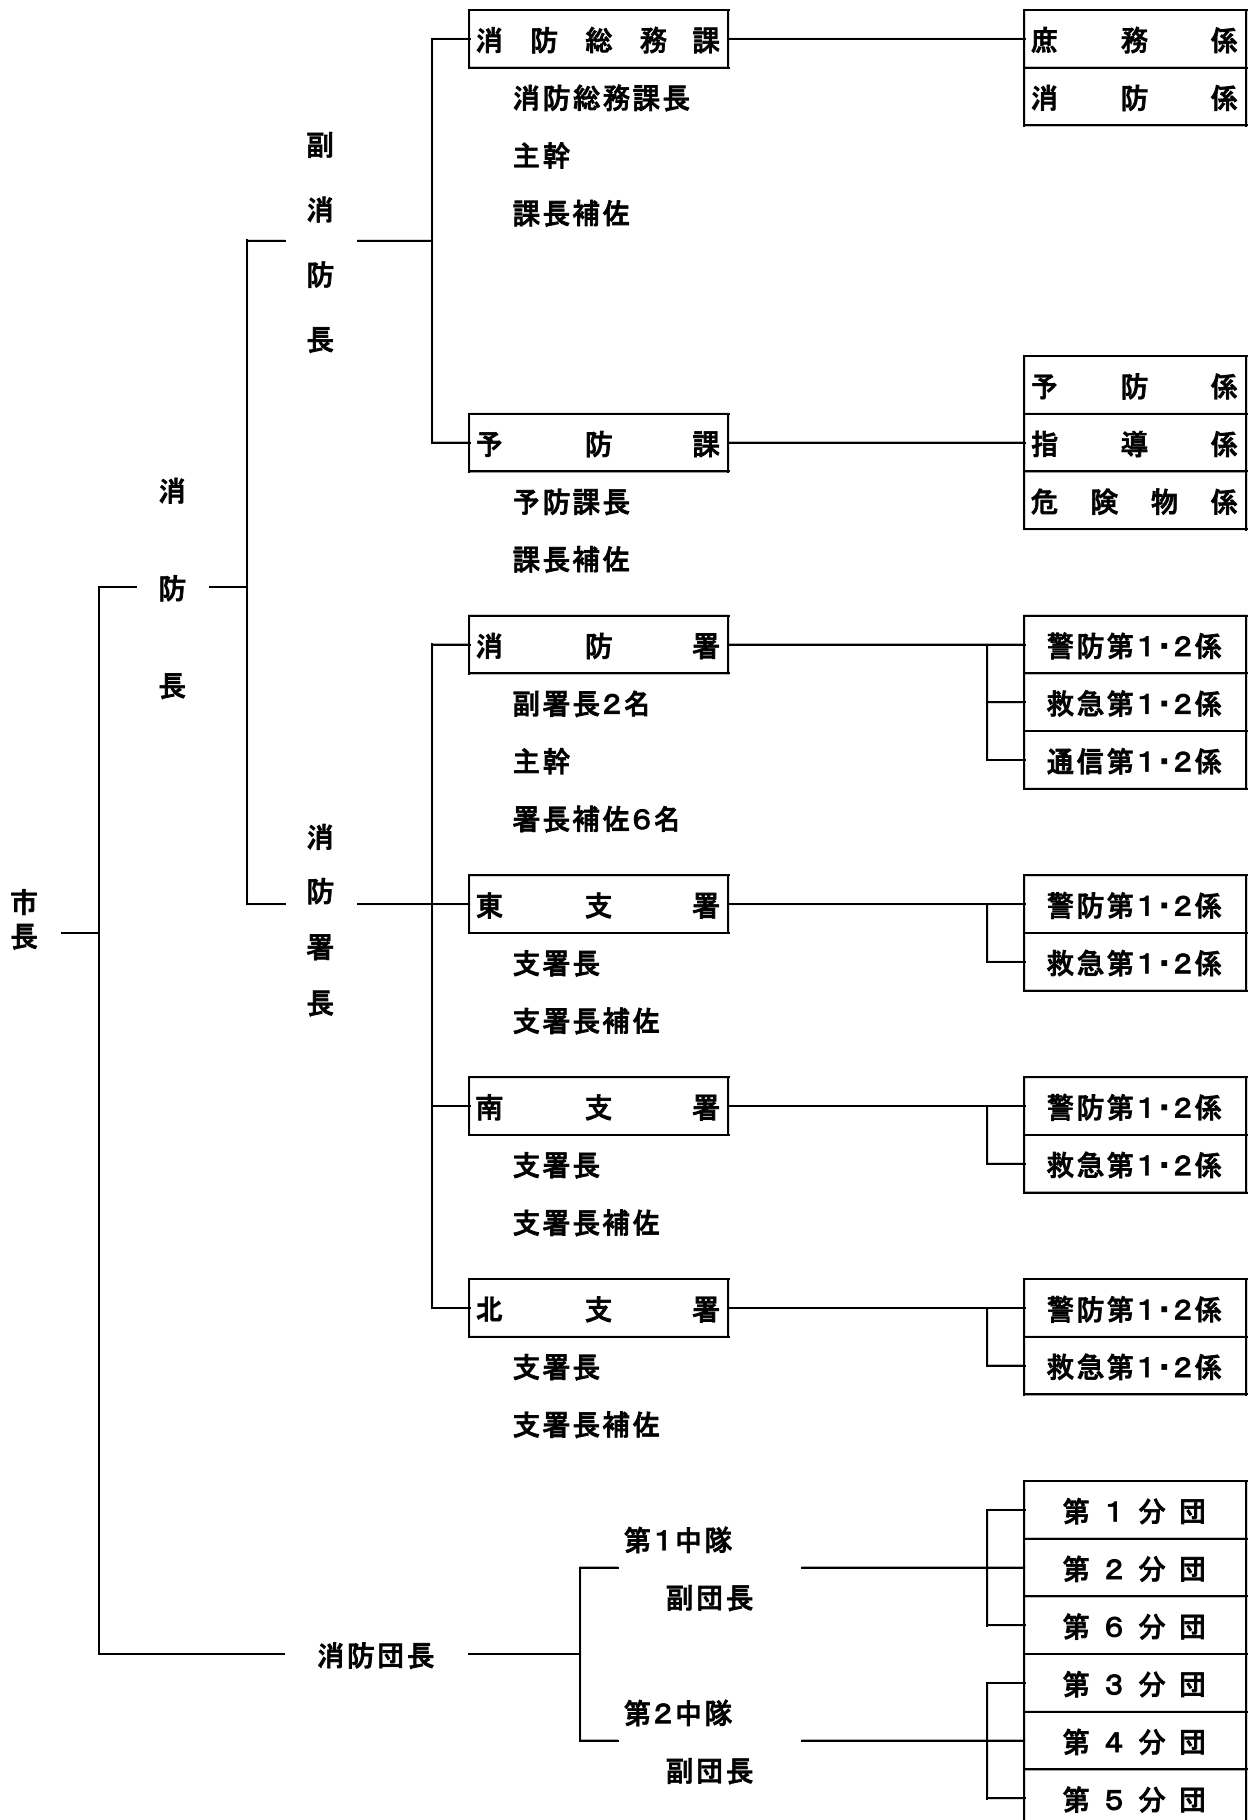 市長
消防長
副消防長
消防総務課
消防総務課長
主幹
課長補佐
庶務係
消防係
予防課
予防課長
課長補佐
予防係
指導係
危険物係
消防署長
消防署
副署長2名
主幹
署長補佐6名
警防第1・2係
救急第1・2係
通信第1・2係
東支署
支署長
支署長補佐
警防第1・2係
救急第1・2係
南支署
支署長
支署長補佐
警防第1・2係
救急第1・2係
北支署
支署長
支署長補佐
警防第1・2係
救急第1・2係
消防団長
第1中隊
副団長
第1分団
第2分団
第6分団
第2中隊
副団長
第3分団
第4分団
第5分団